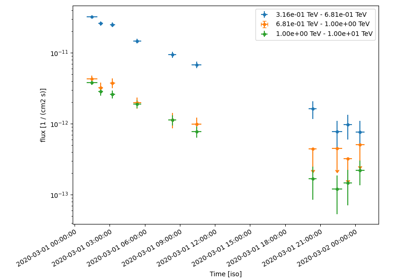 3.16e-01 TeV - 6.81e-01 TeV
6.81e-01 TeV - 1.00e+00 TeV
1.00e+00 TeV - 1.00e+01 TeV
10⁻¹¹
10⁻¹²
10⁻¹³
flux [1 / (cm2 s)]
2020-03-01 00:00:00
2020-03-01 03:00:00
2020-03-01 06:00:00
2020-03-01 09:00:00
2020-03-01 12:00:00
2020-03-01 15:00:00
2020-03-01 18:00:00
2020-03-01 21:00:00
2020-03-02 00:00:00
Time [iso]